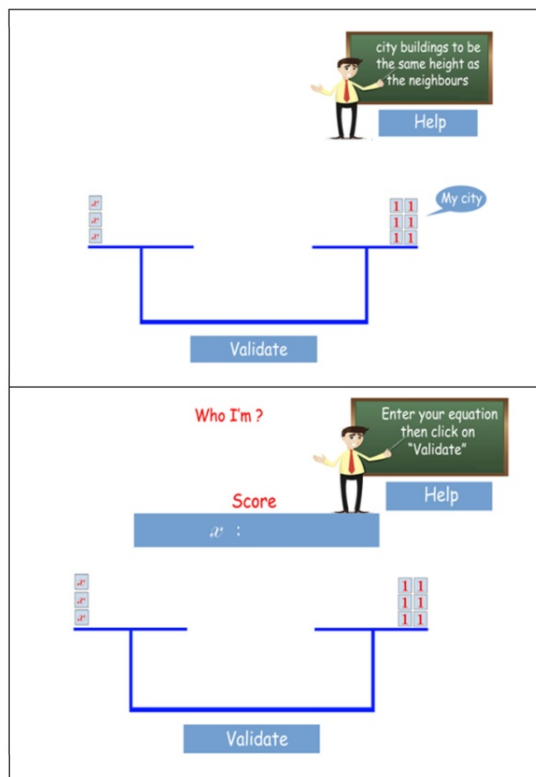 city buildings to be
the same height as
the neighbours
Help
My city
x
x
x
1 1
1 1
1 1
Validate
Who I'm ?
Enter your equation
then click on
"Validate"
Help
Score
x :
x
x
x
1 1
1 1
1 1
Validate